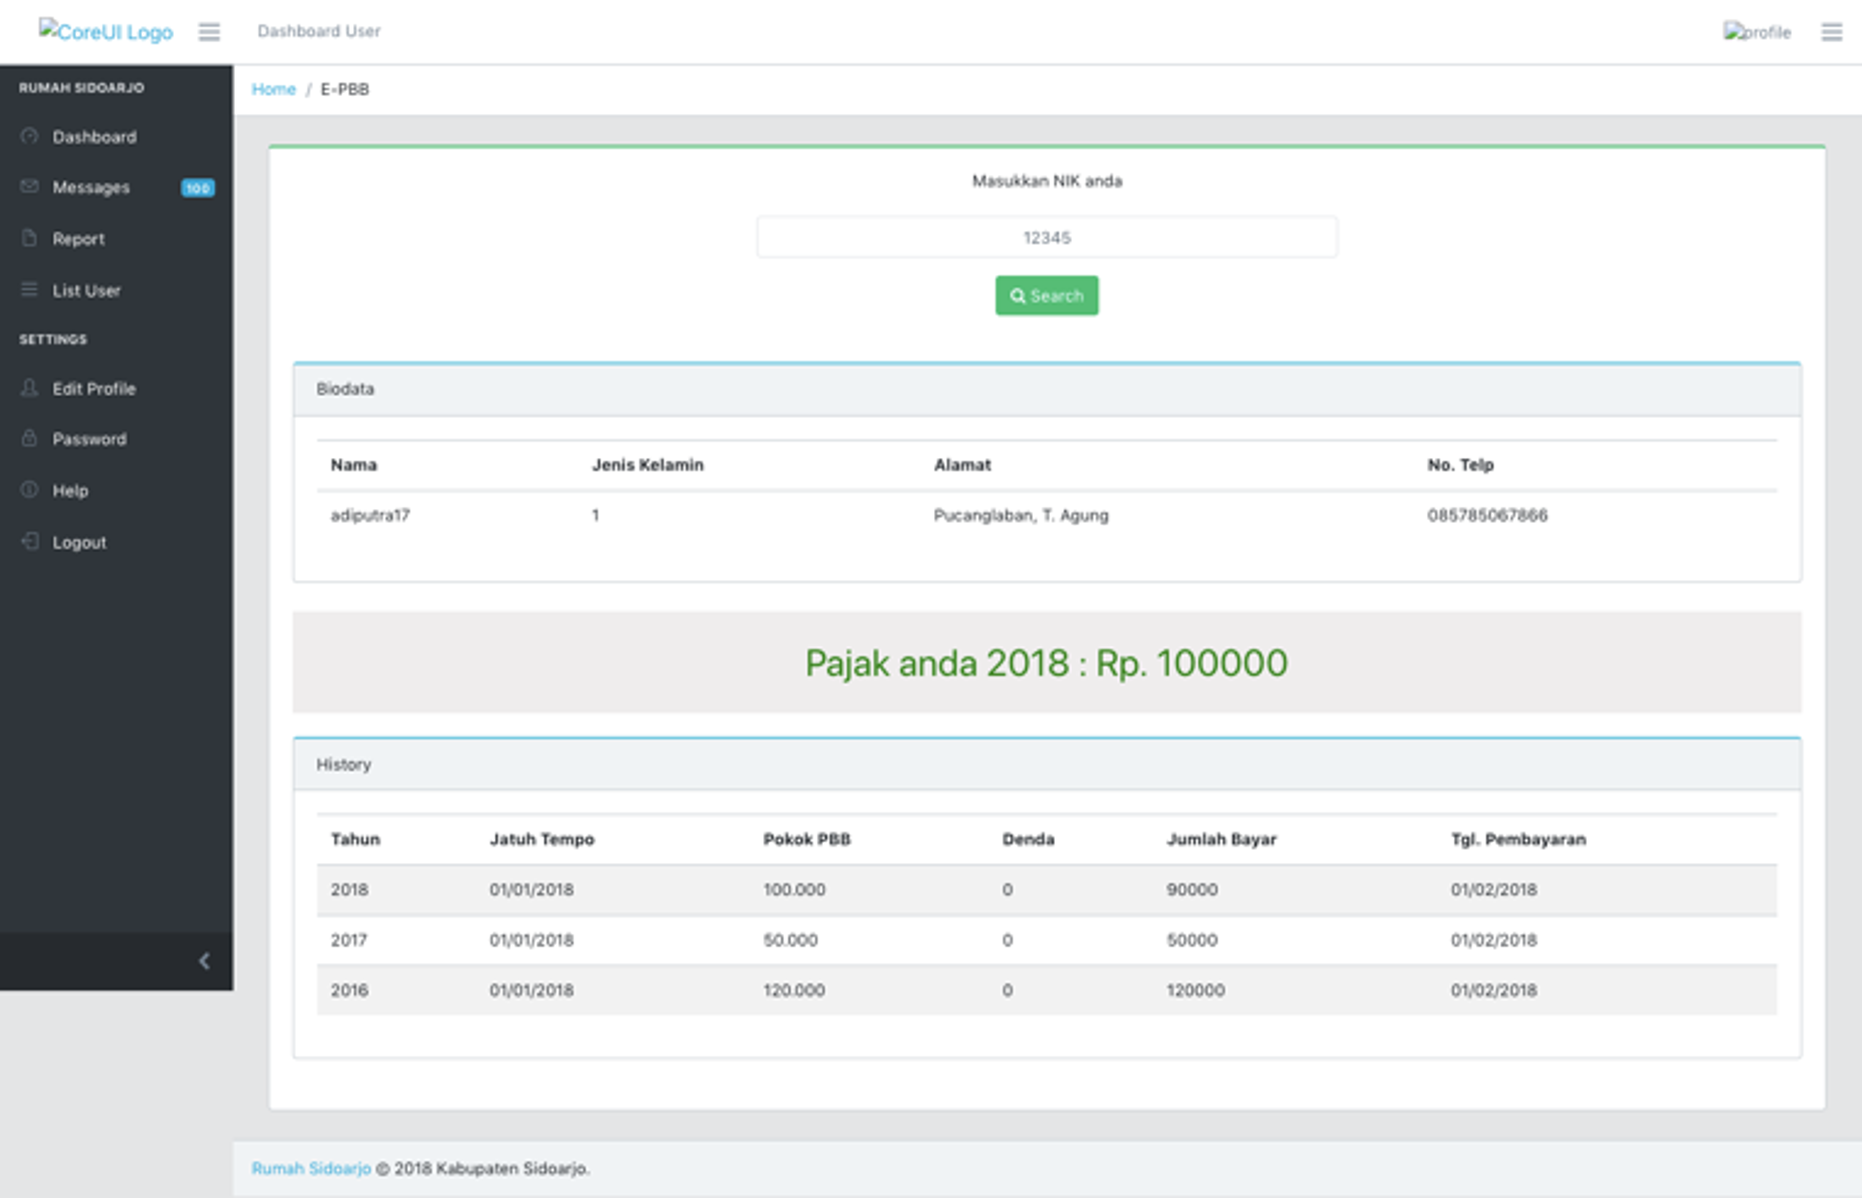 CoreUI Logo Dashboard User profile
RUMAH SIDOARJO
Dashboard
Messages 100
Report
List User
SETTINGS
Edit Profile
Password
Help
Logout
Home / E-PBB
Masukkan NIK anda
12345
Search
Biodata
Nama Jenis Kelamin Alamat No. Telp
adiputra17 1 Pucanglaban, T. Agung 085785067866
Pajak anda 2018 : Rp. 100000
History
Tahun Jatuh Tempo Pokok PBB Denda Jumlah Bayar Tgl. Pembayaran
2018 01/01/2018 100.000 0 90000 01/02/2018
2017 01/01/2018 50.000 0 50000 01/02/2018
2016 01/01/2018 120.000 0 120000 01/02/2018
Rumah Sidoarjo © 2018 Kabupaten Sidoarjo.